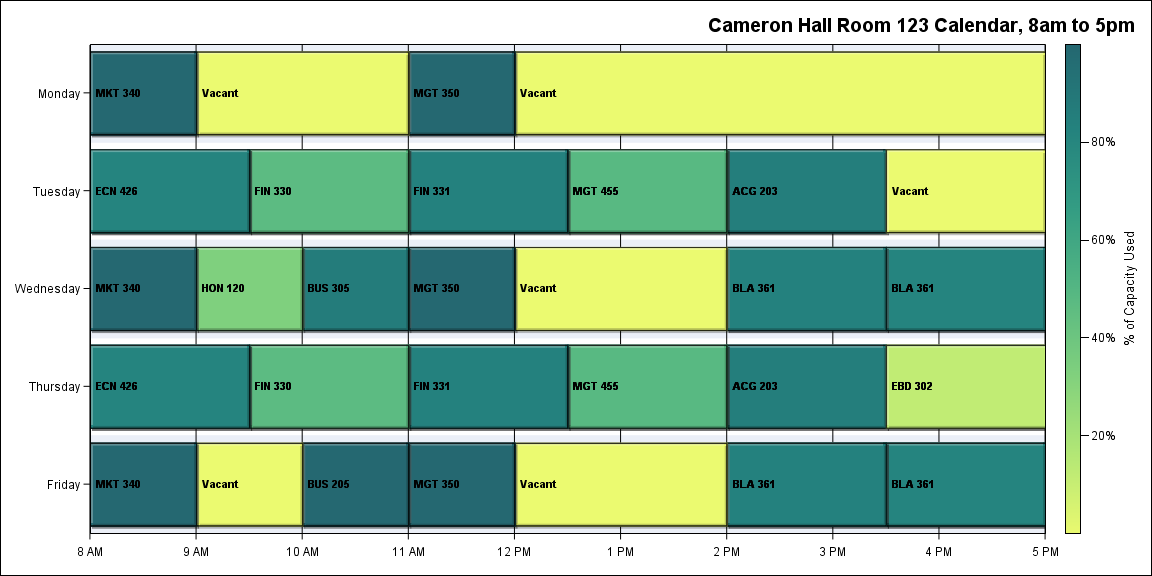 Cameron Hall Room 123 Calendar, 8am to 5pm
Monday
MKT 340
Vacant
MGT 350
Vacant
Tuesday
ECN 426
FIN 330
FIN 331
MGT 455
ACG 203
Vacant
Wednesday
MKT 340
HON 120
BUS 305
MGT 350
Vacant
BLA 361
BLA 361
Thursday
ECN 426
FIN 330
FIN 331
MGT 455
ACG 203
EBD 302
Friday
MKT 340
Vacant
BUS 205
MGT 350
Vacant
BLA 361
BLA 361
8 AM
9 AM
10 AM
11 AM
12 PM
1 PM
2 PM
3 PM
4 PM
5 PM
80%
60%
40%
20%
% of Capacity Used